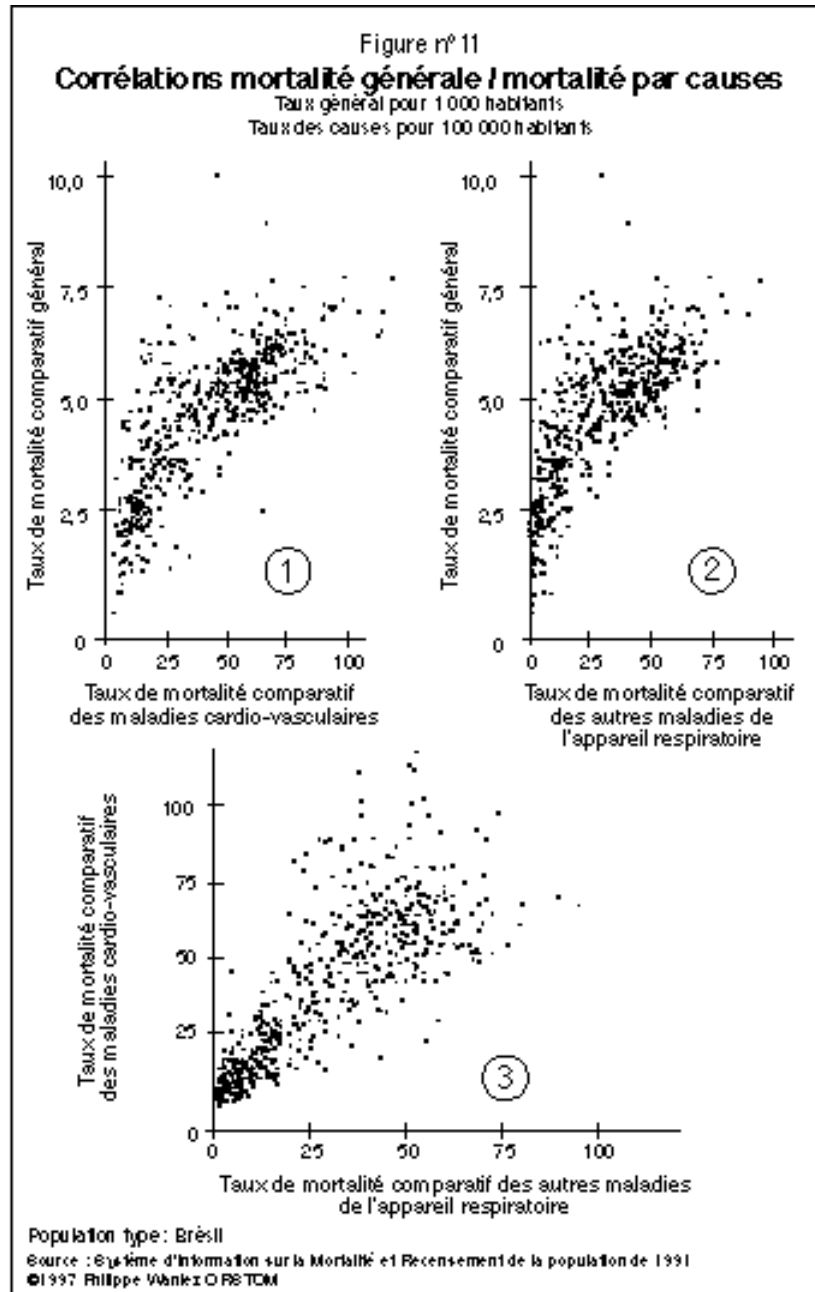 Figure n° 11
Corrélations mortalité générale / mortalité par causes
Taux général pour 1 000 habitants
Taux des causes pour 100 000 habitants
10,0
7,5
5,0
2,5
0
Taux de mortalité comparatif général
1
0
25
50
75
100
Taux de mortalité comparatif
des maladies cardio-vasculaires
10,0
7,5
5,0
2,5
0
Taux de mortalité comparatif général
2
0
25
50
75
100
Taux de mortalité comparatif
des autres maladies de
l'appareil respiratoire
100
75
50
25
0
Taux de mortalité comparatif
des maladies cardio-vasculaires
3
0
25
50
75
100
Taux de mortalité comparatif des autres maladies
de l'appareil respiratoire
Population type : Brésil
Source : Système d'Information sur la Mortalité et Recensement de la population de 1991
©1997 Philippe Waniez ORSTOM